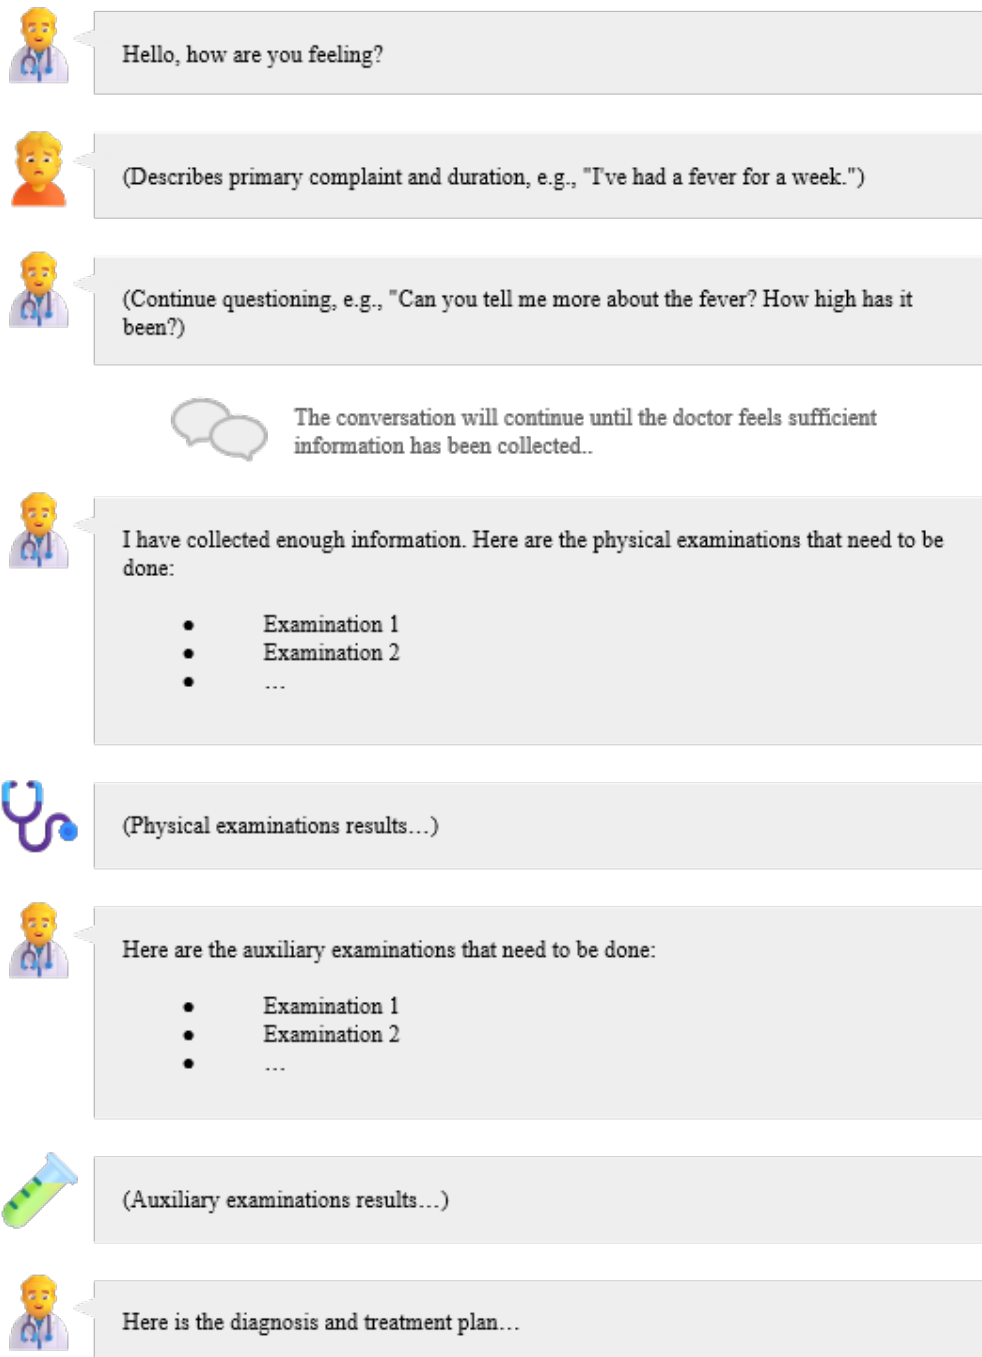 Hello, how are you feeling?
(Describes primary complaint and duration, e.g., "I've had a fever for a week.")
(Continue questioning, e.g., "Can you tell me more about the fever? How high has it
been?)
The conversation will continue until the doctor feels sufficient
information has been collected..
I have collected enough information. Here are the physical examinations that need to be
done:
● Examination 1
● Examination 2
● …
(Physical examinations results…)
Here are the auxiliary examinations that need to be done:
● Examination 1
● Examination 2
● …
(Auxiliary examinations results…)
Here is the diagnosis and treatment plan…